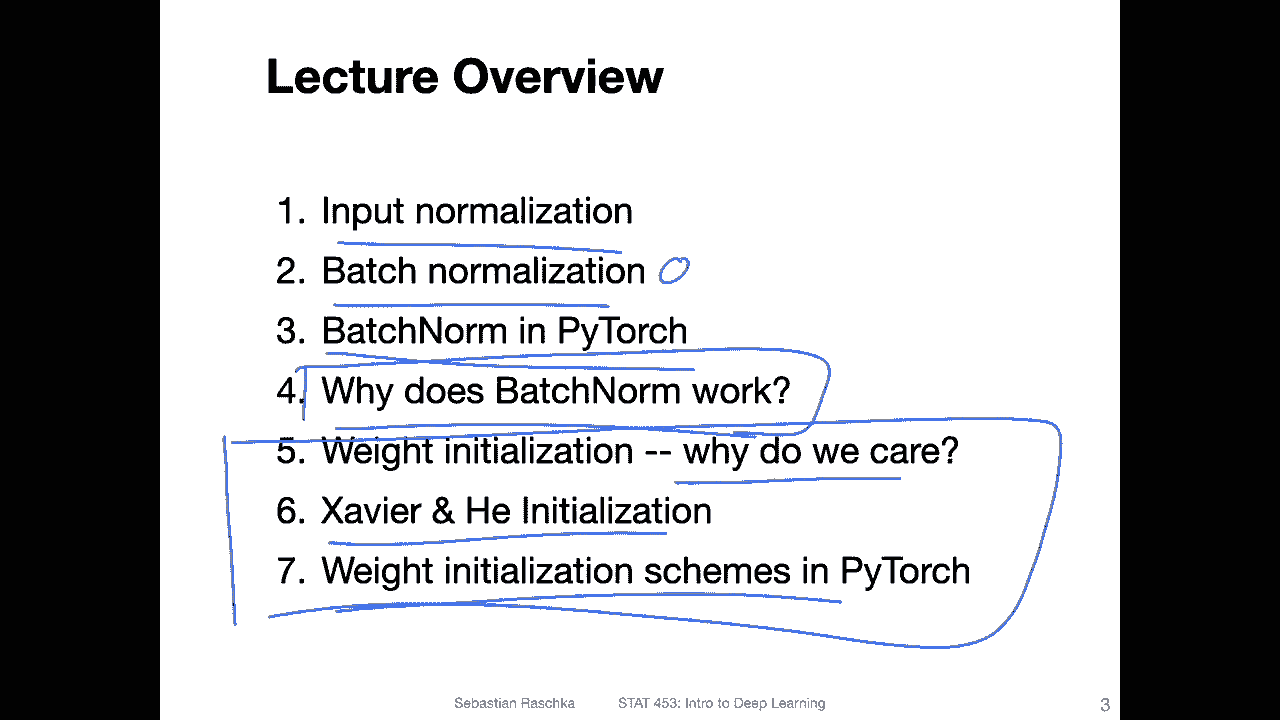 Lecture Overview
1. Input normalization
2. Batch normalization
3. BatchNorm in PyTorch
4. Why does BatchNorm work?
5. Weight initialization -- why do we care?
6. Xavier & He Initialization
7. Weight initialization schemes in PyTorch
Sebastian Raschka STAT 453: Intro to Deep Learning 3